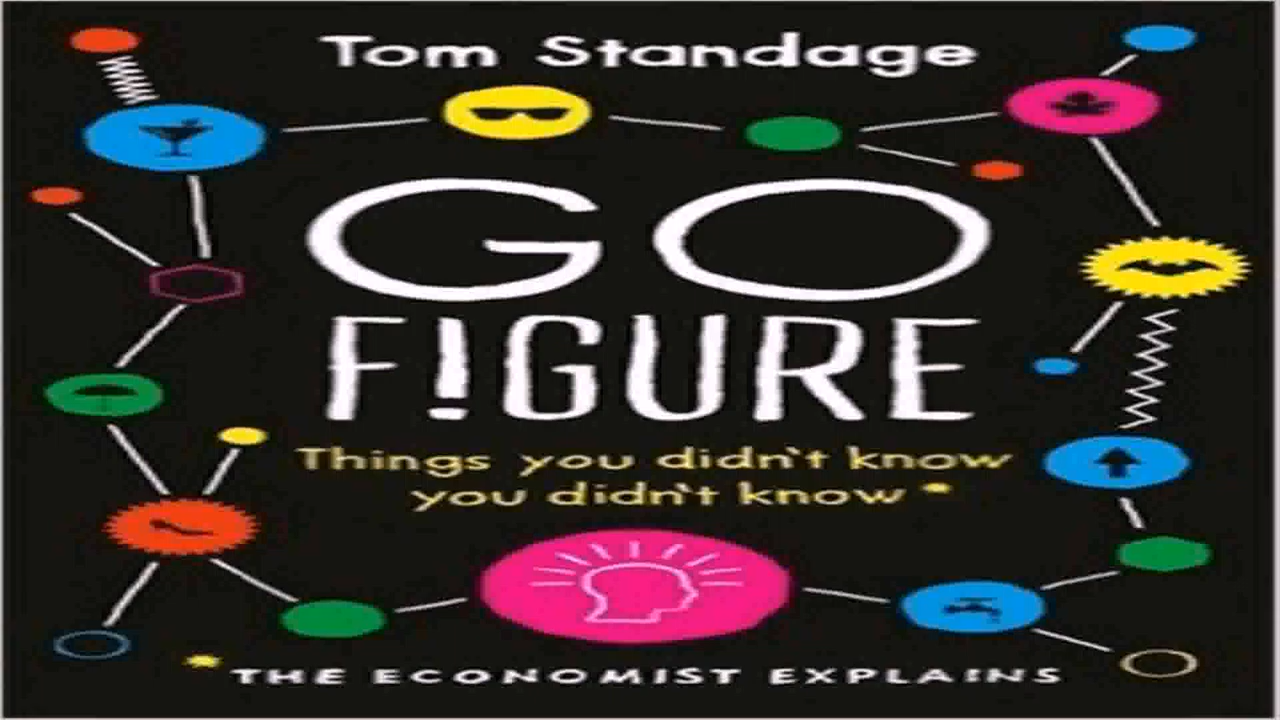 Tom Standage
GO
F!GURE
Things you didn't know
you didn't know *
* THE ECONOMIST EXPLAINS